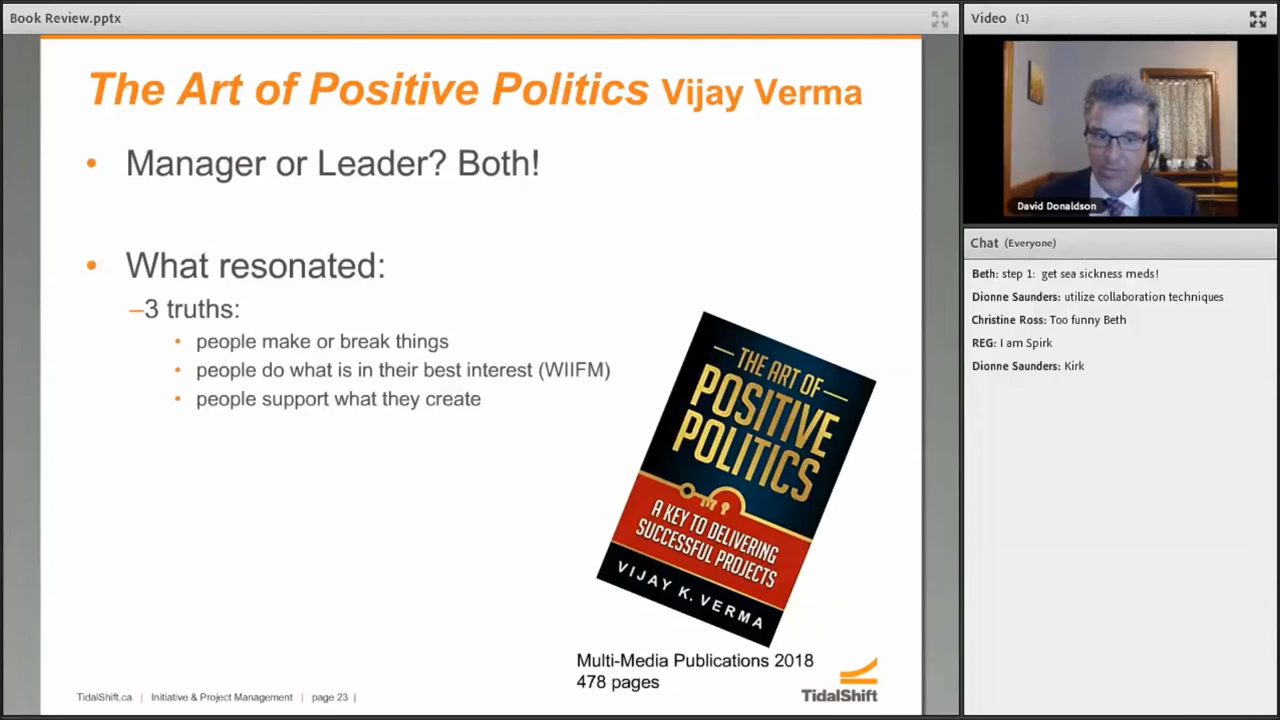 Book Review.pptx
The Art of Positive Politics Vijay Verma
• Manager or Leader? Both!
• What resonated:
–3 truths:
• people make or break things
• people do what is in their best interest (WIIFM)
• people support what they create
THE ART OF
POSITIVE
POLITICS
A KEY TO DELIVERING
SUCCESSFUL PROJECTS
VIJAY K. VERMA
Multi-Media Publications 2018
478 pages
TidalShift
TidalShift.ca | Initiative & Project Management | page 23 |
Video (1)
David Donaldson
Chat (Everyone)
Beth: step 1: get sea sickness meds!
Dionne Saunders: utilize collaboration techniques
Christine Ross: Too funny Beth
REG: I am Spirk
Dionne Saunders: Kirk